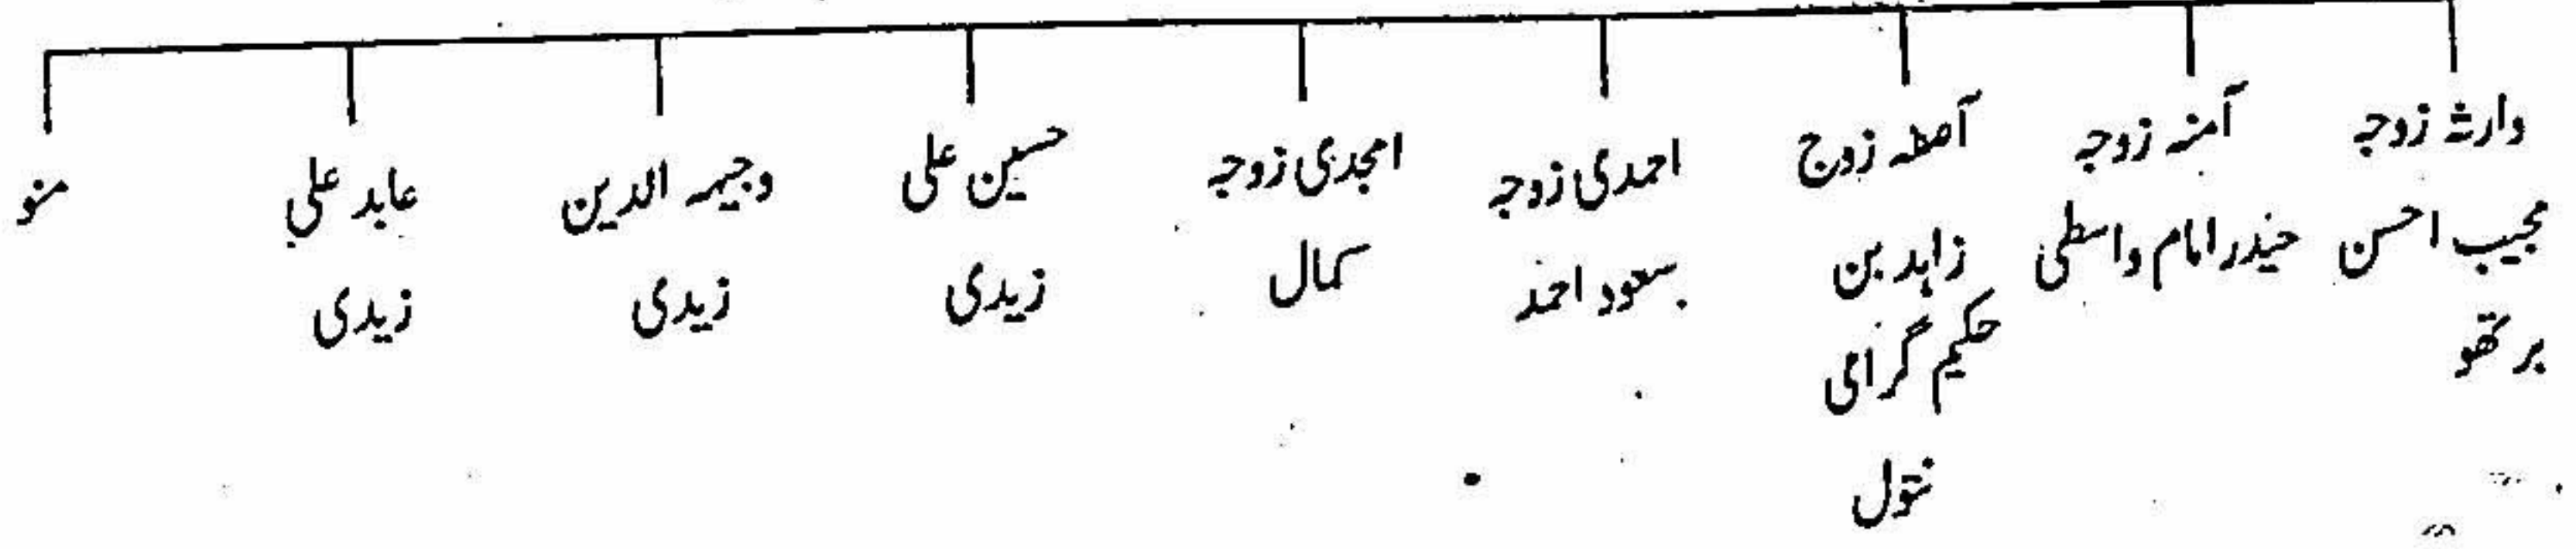 وارثہ زوجہ
مجیب احسن
برتھو
آمنہ زوجہ
حیدر امام واسطی
آصفہ زوج
زاہد بن
حکیم گرامی
احمدی زوجہ
سعود احمد
امجدی زوجہ
کمال
حسین علی
زیدی
وجیہہ الدین
زیدی
عابد علی
زیدی
منو